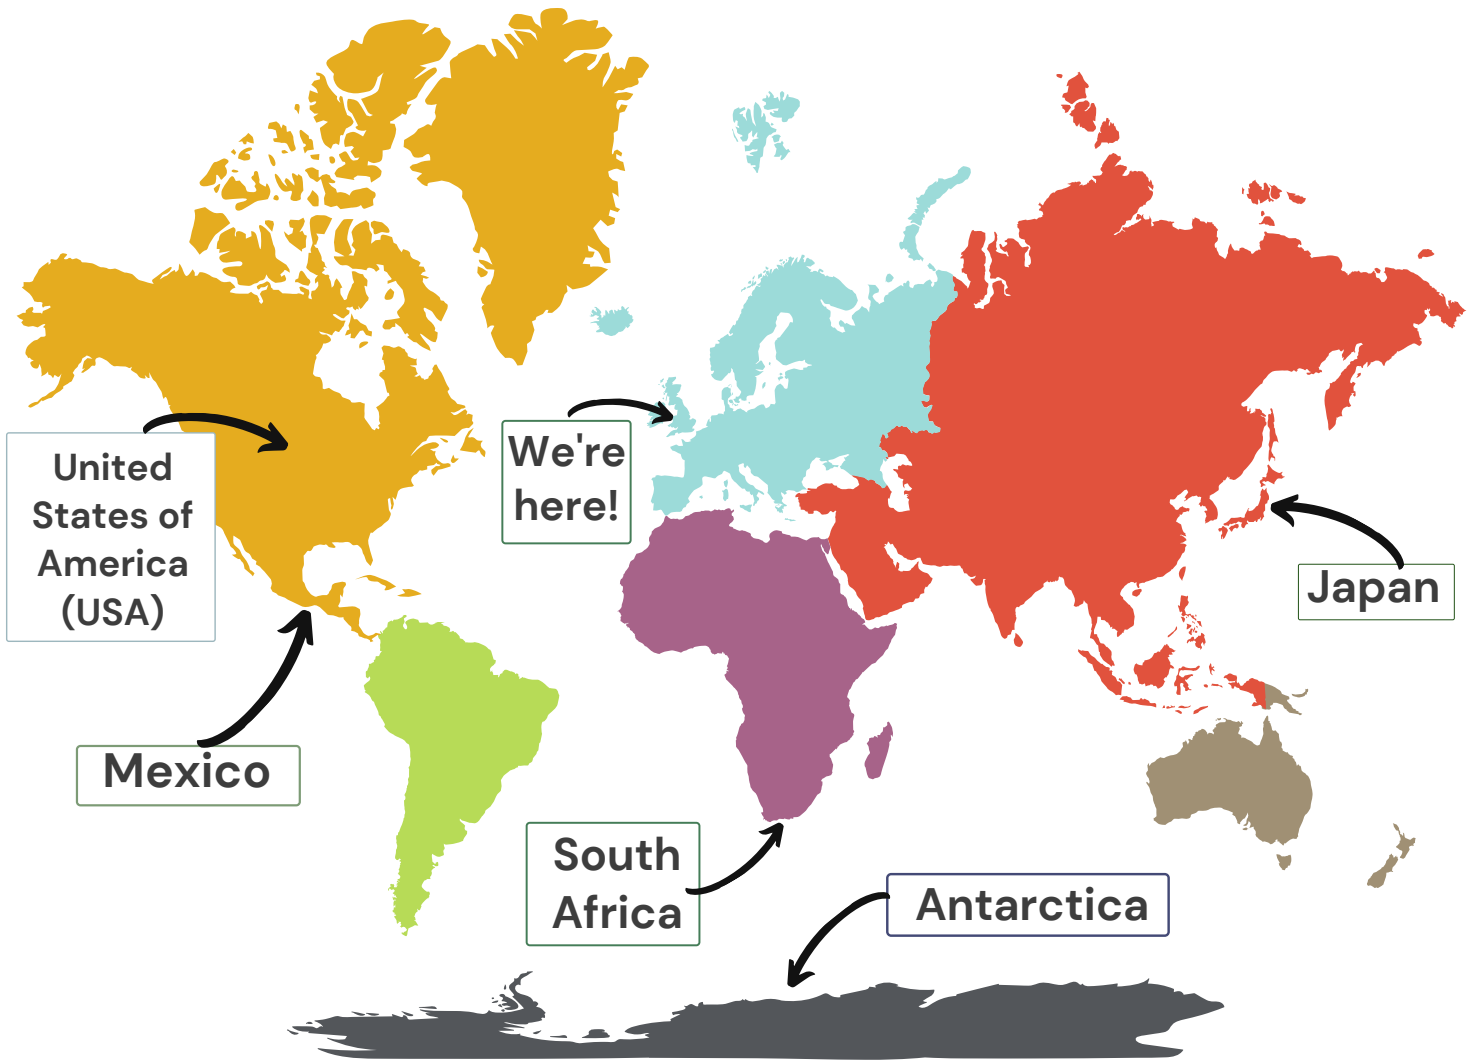 United
States of
America
(USA)
We're
here!
Japan
Mexico
South
Africa
Antarctica